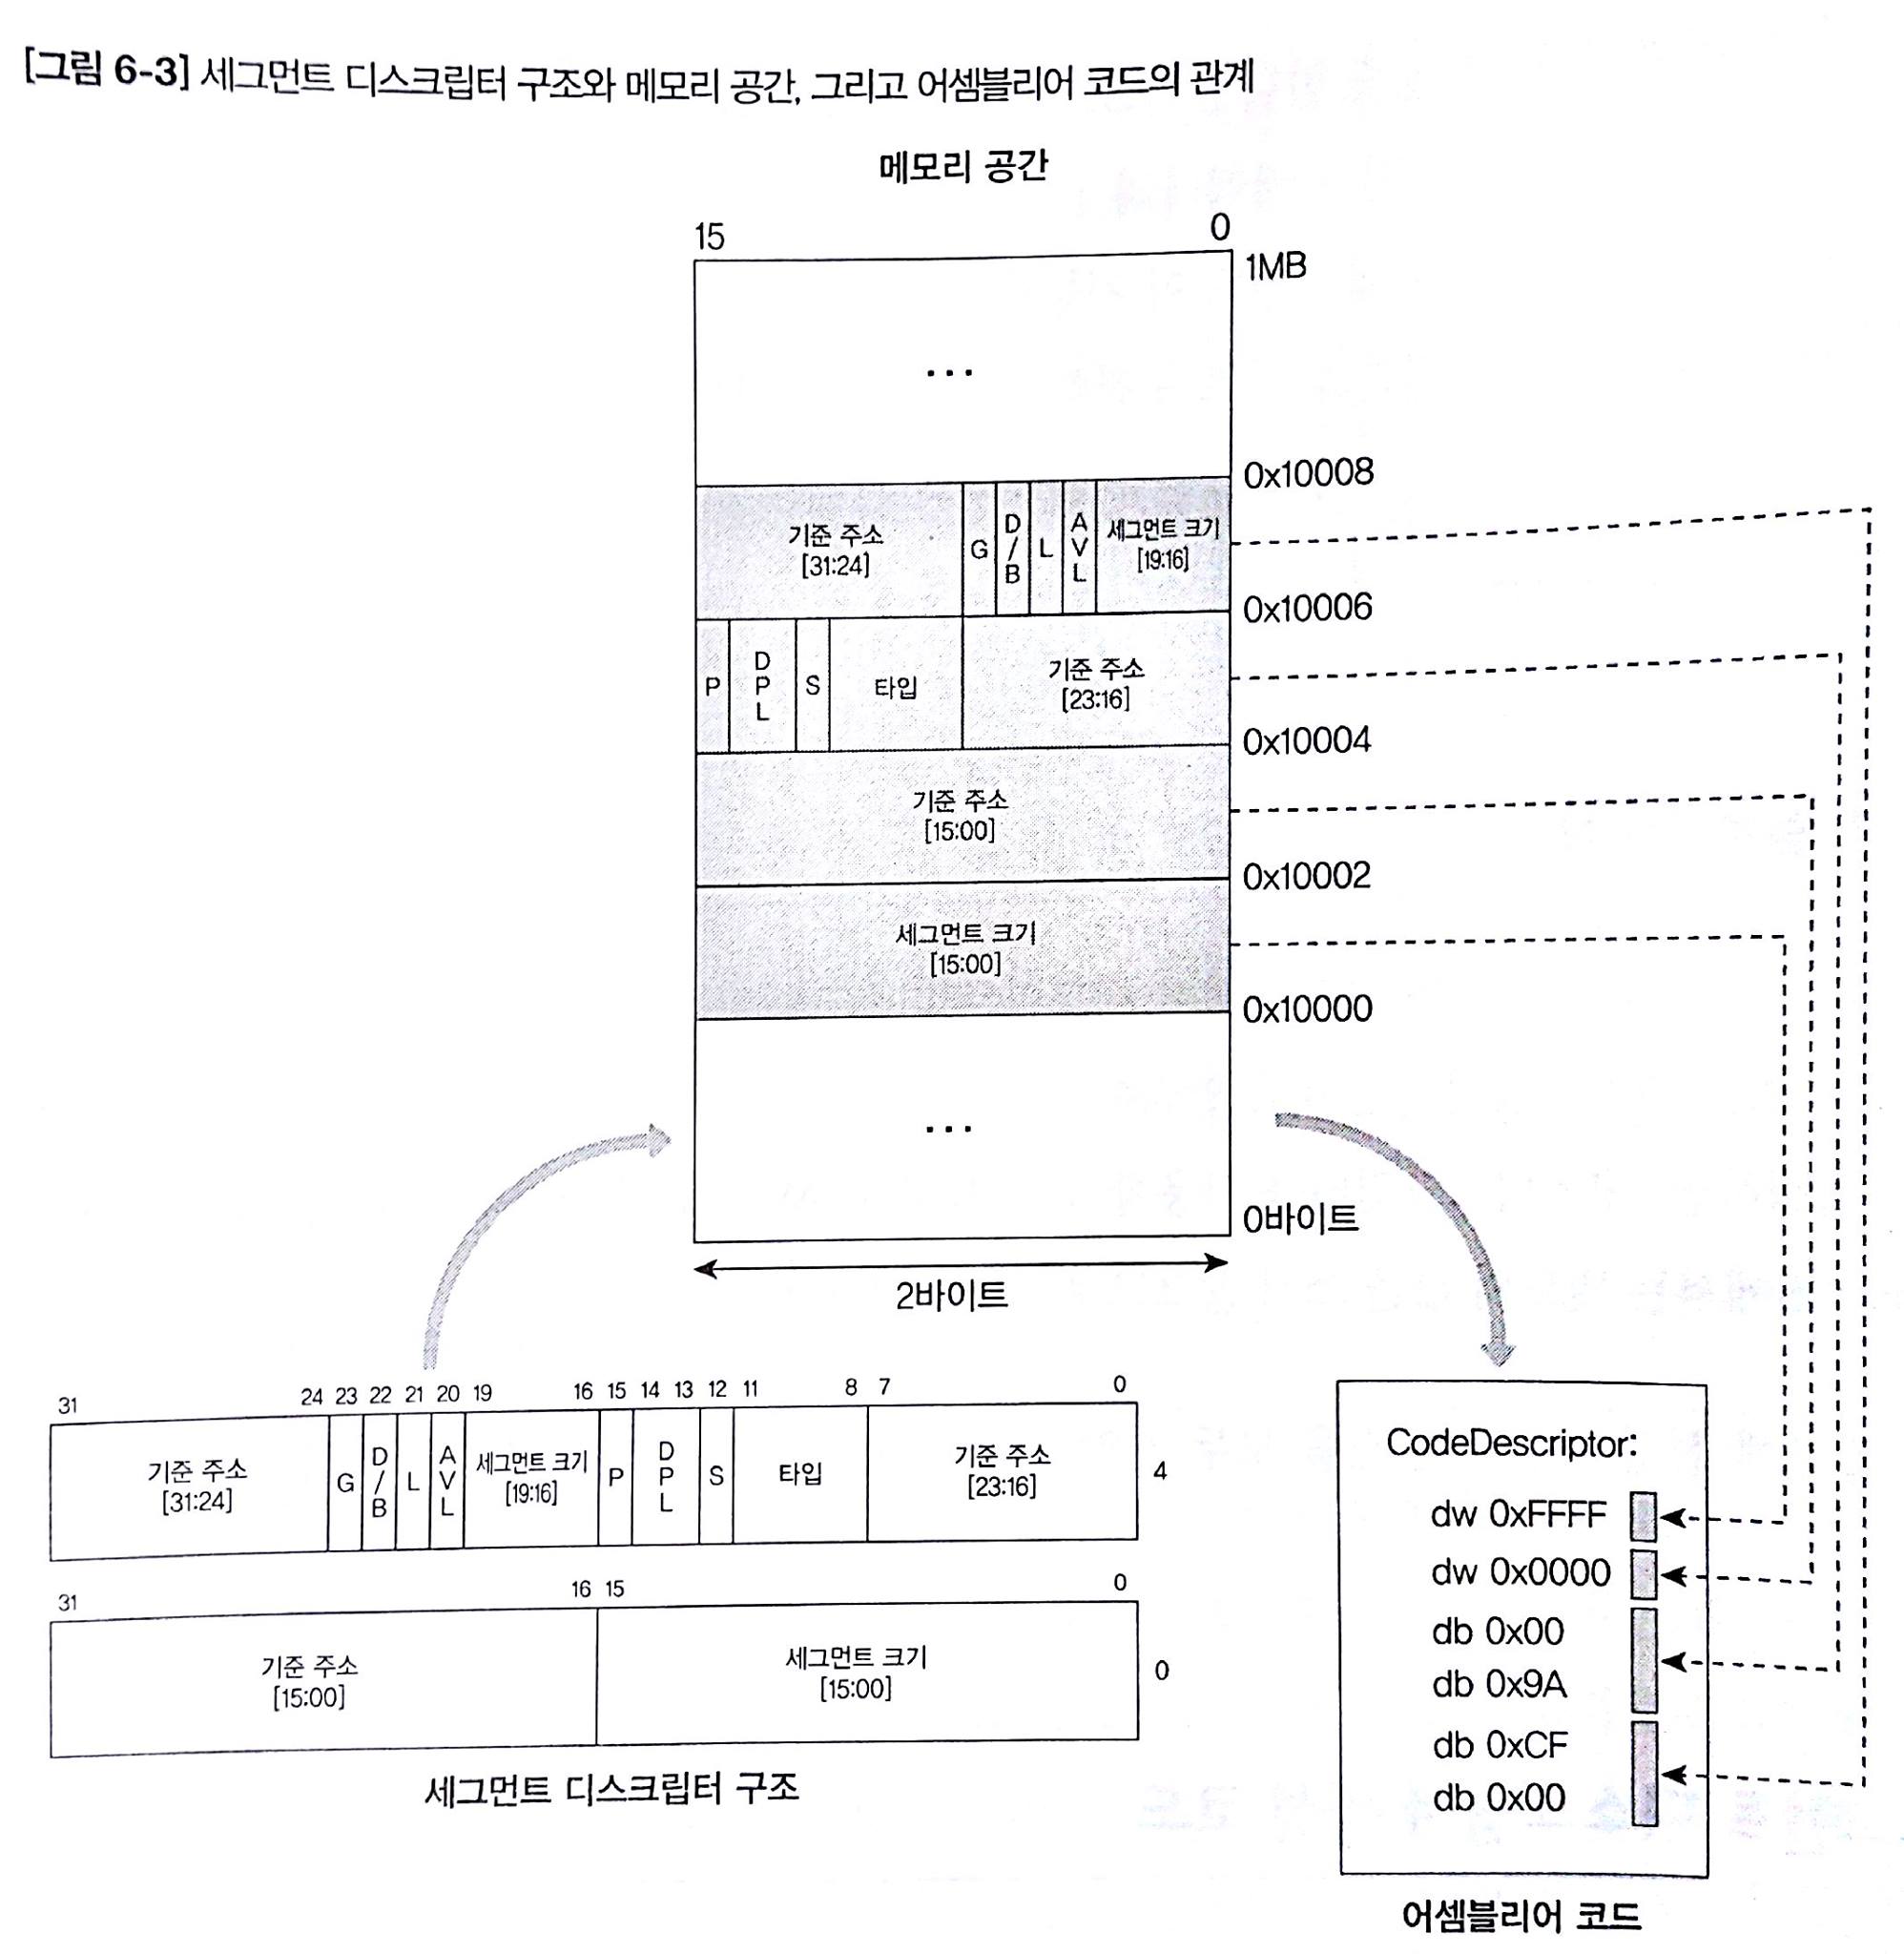 [그림 6-3] 세그먼트 디스크립터 구조와 메모리 공간, 그리고 어셈블리어 코드의 관계
메모리 공간
15 0
1MB
...
0x10008
기준 주소
[31:24]
G
D
/
B
L
A
V
L
세그먼트 크기
[19:16]
0x10006
P
D
P
L
S
타입
기준 주소
[23:16]
0x10004
기준 주소
[15:00]
0x10002
세그먼트 크기
[15:00]
0x10000
...
0바이트
2바이트
31 24 23 22 21 20 19 16 15 14 13 12 11 8 7 0
기준 주소
[31:24]
G
D
/
B
L
A
V
L
세그먼트 크기
[19:16]
P
D
P
L
S
타입
기준 주소
[23:16]
4
31 16 15 0
기준 주소
[15:00]
세그먼트 크기
[15:00]
0
세그먼트 디스크립터 구조
CodeDescriptor:
dw 0xFFFF
dw 0x0000
db 0x00
db 0x9A
db 0xCF
db 0x00
어셈블리어 코드